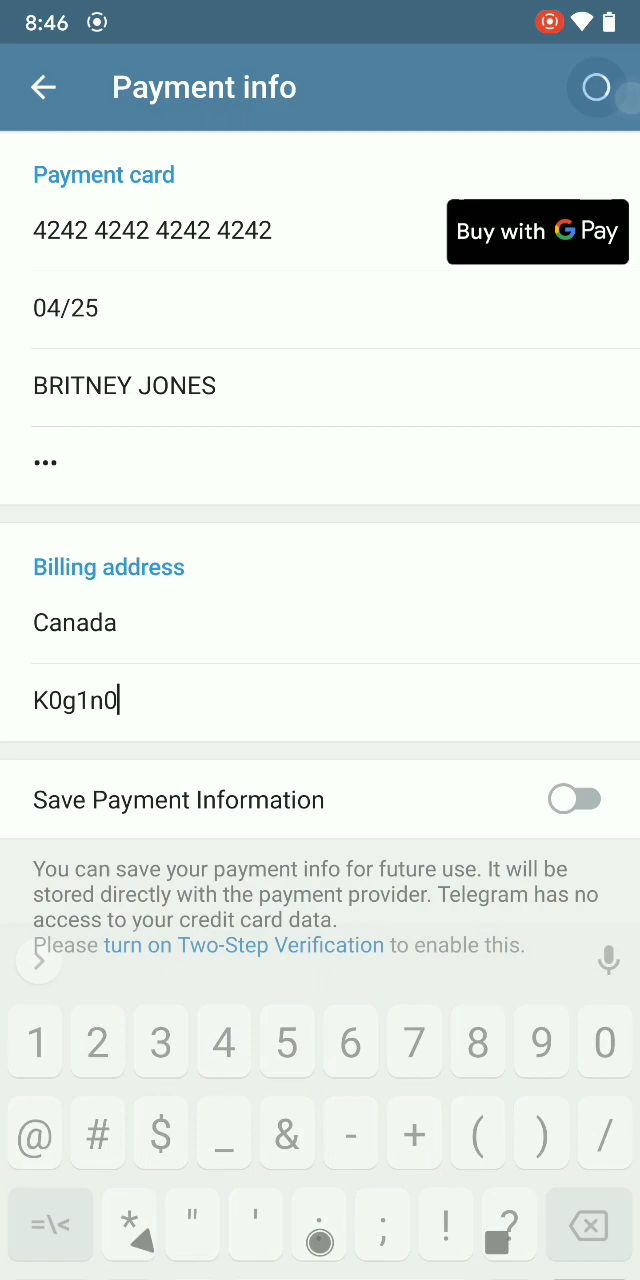 8:46
Payment info
Payment card
4242 4242 4242 4242
Buy with G Pay
04/25
BRITNEY JONES
•••
Billing address
Canada
K0g1n0
Save Payment Information
You can save your payment info for future use. It will be
stored directly with the payment provider. Telegram has no
access to your credit card data.
Please turn on Two-Step Verification to enable this.
1 2 3 4 5 6 7 8 9 0
@ # $ _ & - + ( ) /
=\< * " ' : ; ! ?